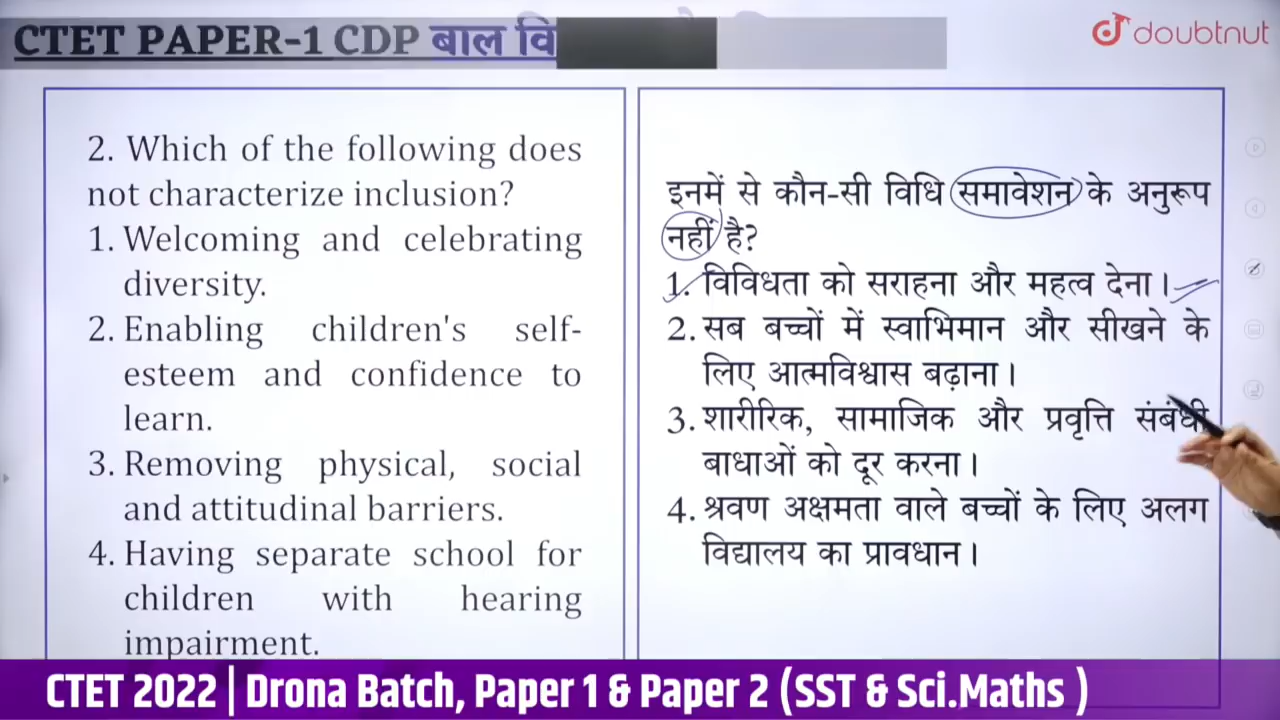 CTET PAPER-1 CDP बाल वि
doubtnut
2. Which of the following does
not characterize inclusion?
1. Welcoming and celebrating
diversity.
2. Enabling children's self-
esteem and confidence to
learn.
3. Removing physical, social
and attitudinal barriers.
4. Having separate school for
children with hearing
impairment.
इनमें से कौन-सी विधि समावेशन के अनुरूप
नहीं है?
1. विविधता को सराहना और महत्व देना।
2. सब बच्चों में स्वाभिमान और सीखने के
लिए आत्मविश्वास बढ़ाना।
3. शारीरिक, सामाजिक और प्रवृत्ति संबंधी
बाधाओं को दूर करना।
4. श्रवण अक्षमता वाले बच्चों के लिए अलग
विद्यालय का प्रावधान।
CTET 2022 | Drona Batch, Paper 1 & Paper 2 (SST & Sci.Maths )